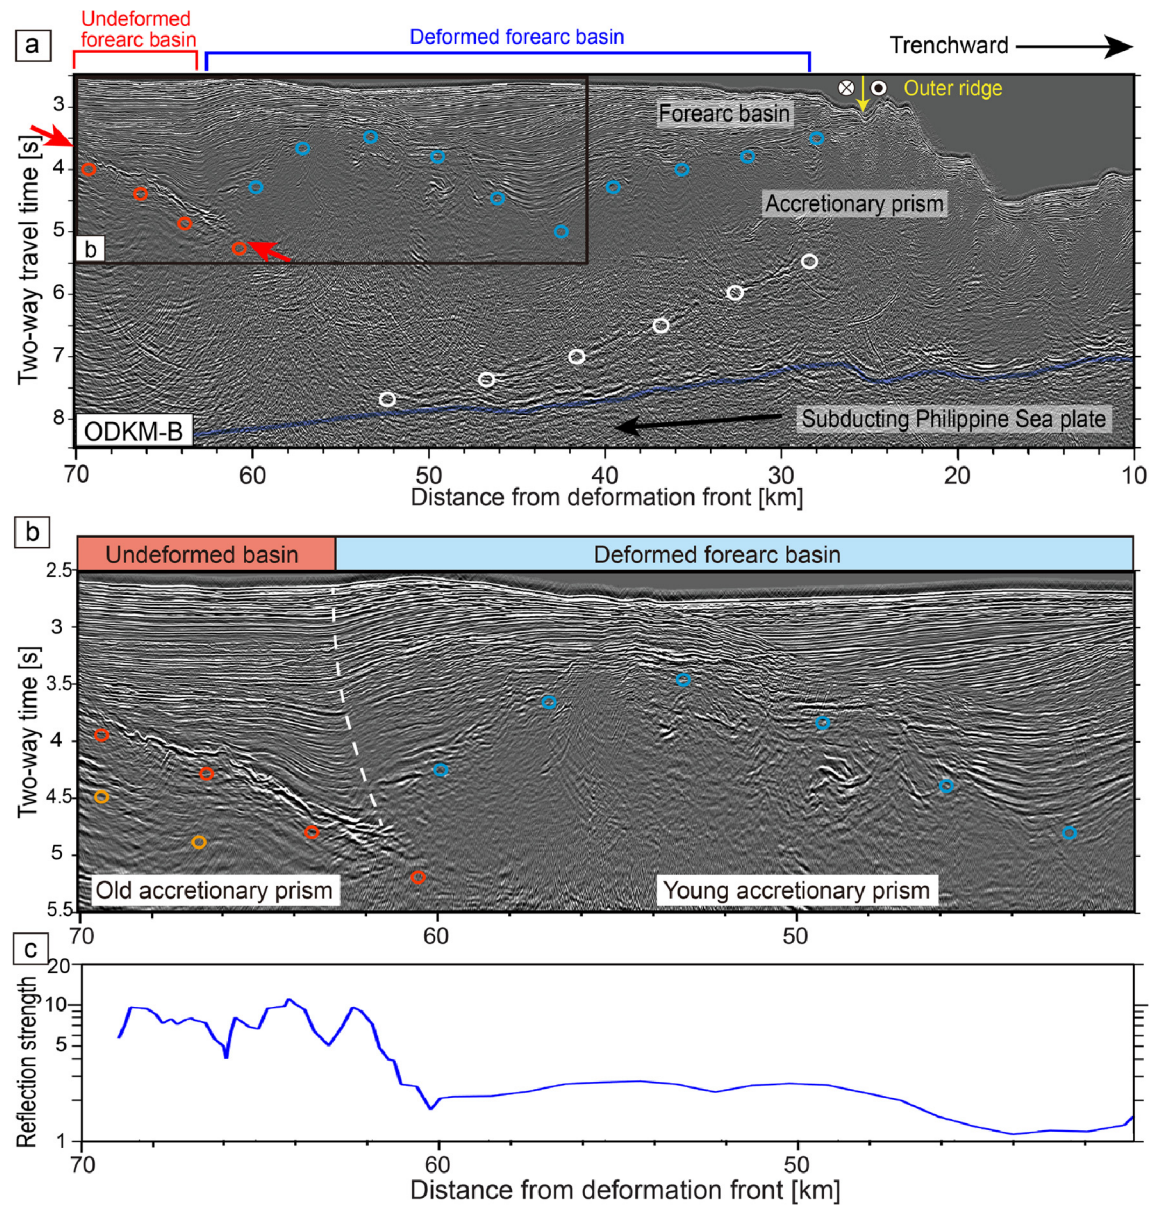 Undeformed
forearc basin
Deformed forearc basin
Trenchward
a
Outer ridge
Forearc basin
Accretionary prism
b
ODKM-B
Subducting Philippine Sea plate
Two-way travel time [s]
3
4
5
6
7
8
70
60
50
40
30
20
10
Distance from deformation front [km]
b
Undeformed basin
Deformed forearc basin
Two-way time [s]
2.5
3
3.5
4
4.5
5
5.5
Old accretionary prism
Young accretionary prism
70
60
50
c
Reflection strength
20
10
5
1
70
60
50
Distance from deformation front [km]